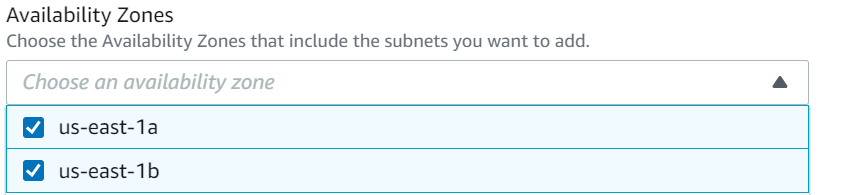 Availability Zones
Choose the Availability Zones that include the subnets you want to add.
Choose an availability zone
us-east-1a
us-east-1b